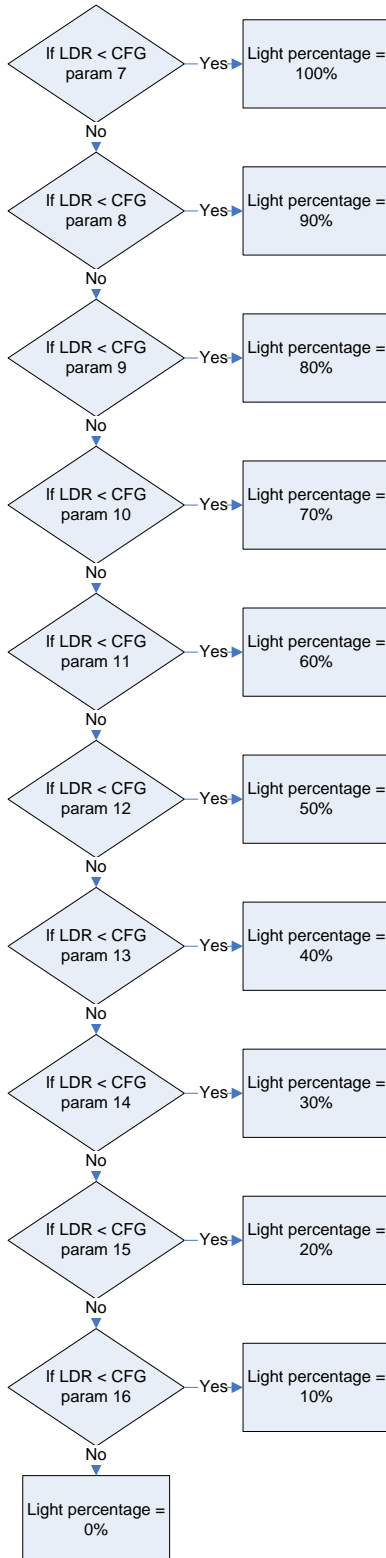 If LDR < CFG
param 7
Yes
Light percentage =
100%
No
If LDR < CFG
param 8
Yes
Light percentage =
90%
No
If LDR < CFG
param 9
Yes
Light percentage =
80%
No
If LDR < CFG
param 10
Yes
Light percentage =
70%
No
If LDR < CFG
param 11
Yes
Light percentage =
60%
No
If LDR < CFG
param 12
Yes
Light percentage =
50%
No
If LDR < CFG
param 13
Yes
Light percentage =
40%
No
If LDR < CFG
param 14
Yes
Light percentage =
30%
No
If LDR < CFG
param 15
Yes
Light percentage =
20%
No
If LDR < CFG
param 16
Yes
Light percentage =
10%
No
Light percentage =
0%